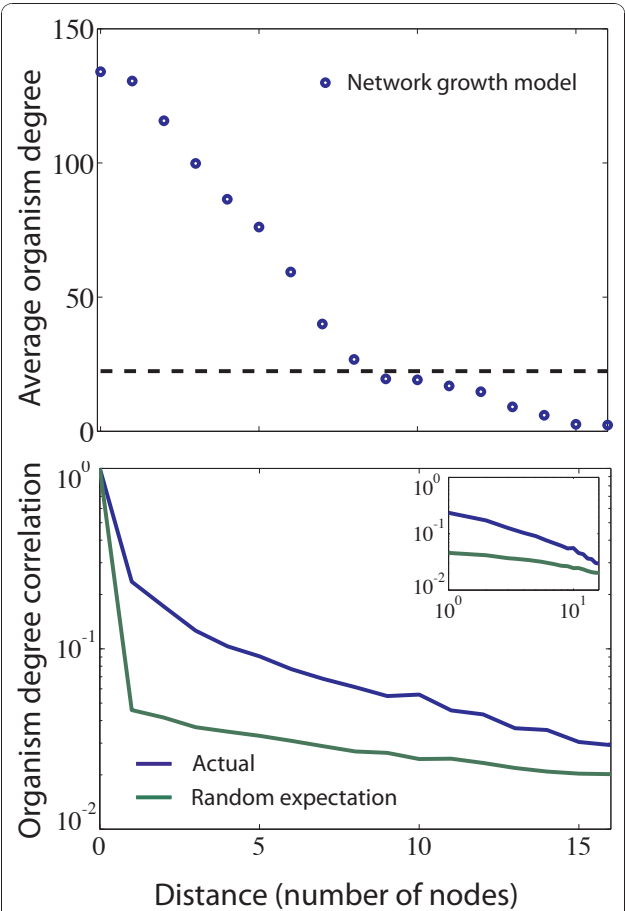 150
100
50
0
Average organism degree
Network growth model
10^0
10^-1
10^-2
Organism degree correlation
10^0
10^-1
10^-2
10^0
10^1
Actual
Random expectation
0
5
10
15
Distance (number of nodes)